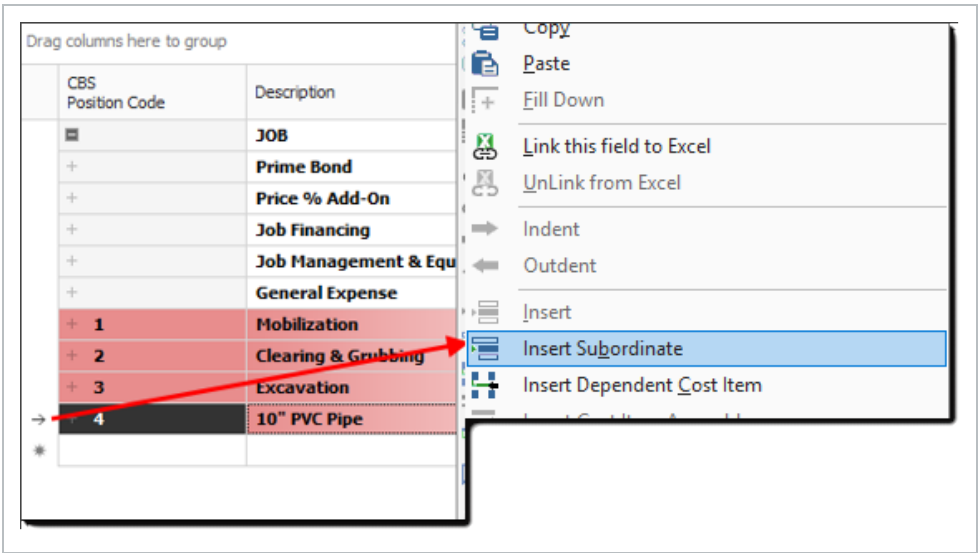 Drag columns here to group
CBS
Position Code
Description
JOB
Prime Bond
Price % Add-On
Job Financing
Job Management & Equ
General Expense
1 Mobilization
2 Clearing & Grubbing
3 Excavation
4 10" PVC Pipe
Copy
Paste
Fill Down
Link this field to Excel
UnLink from Excel
Indent
Outdent
Insert
Insert Subordinate
Insert Dependent Cost Item